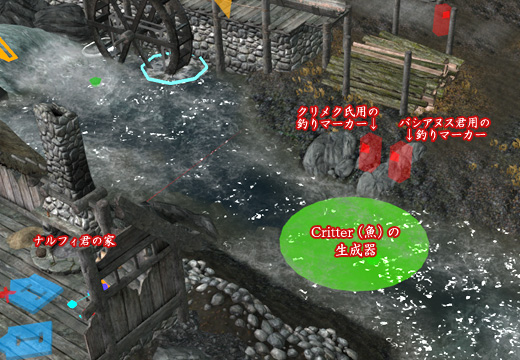 クリメク氏用の
釣りマーカー↓
バシアヌス君用の
↓釣りマーカー
Critter (魚) の
生成器
ナルフィ君の家